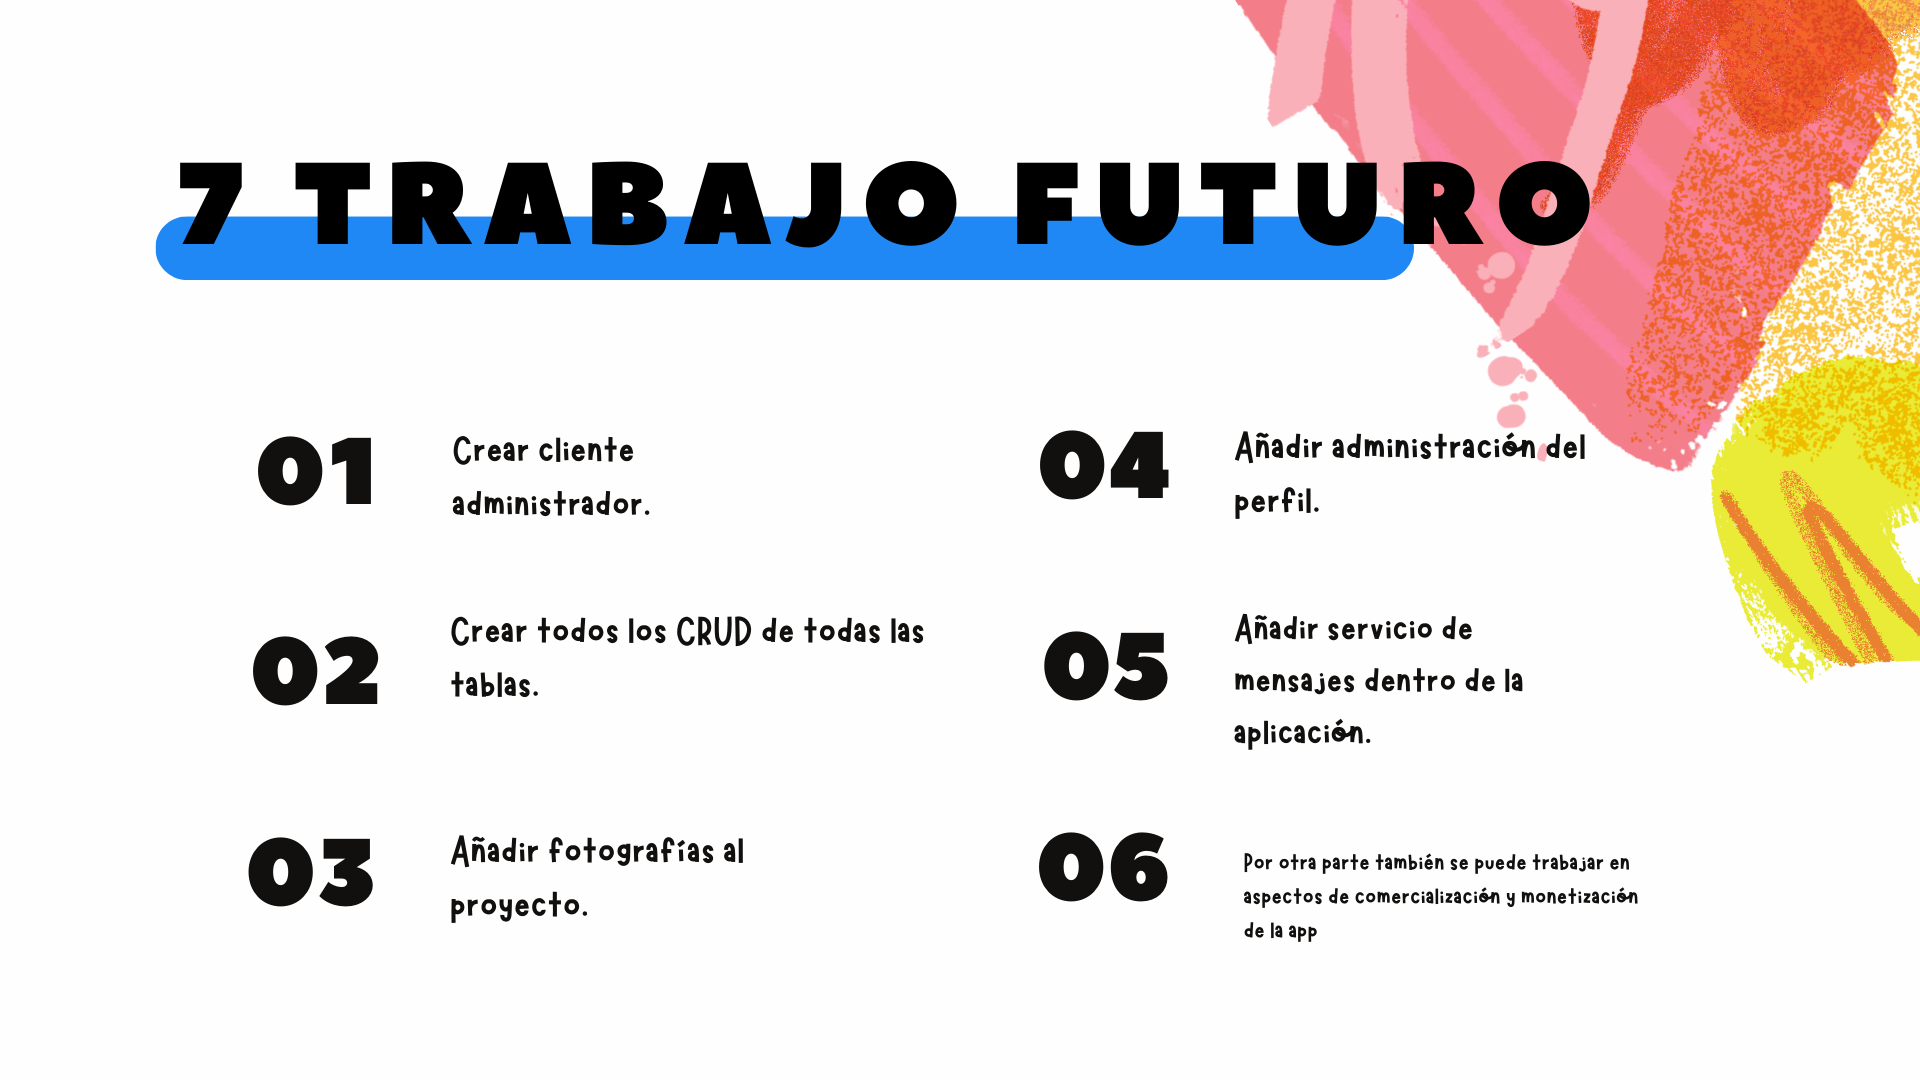 7 TRABAJO FUTURO
01
Crear cliente
administrador.
02
Crear todos los CRUD de todas las
tablas.
03
Añadir fotografías al
proyecto.
04
Añadir administración del
perfil.
05
Añadir servicio de
mensajes dentro de la
aplicación.
06
Por otra parte también se puede trabajar en
aspectos de comercialización y monetización
de la app